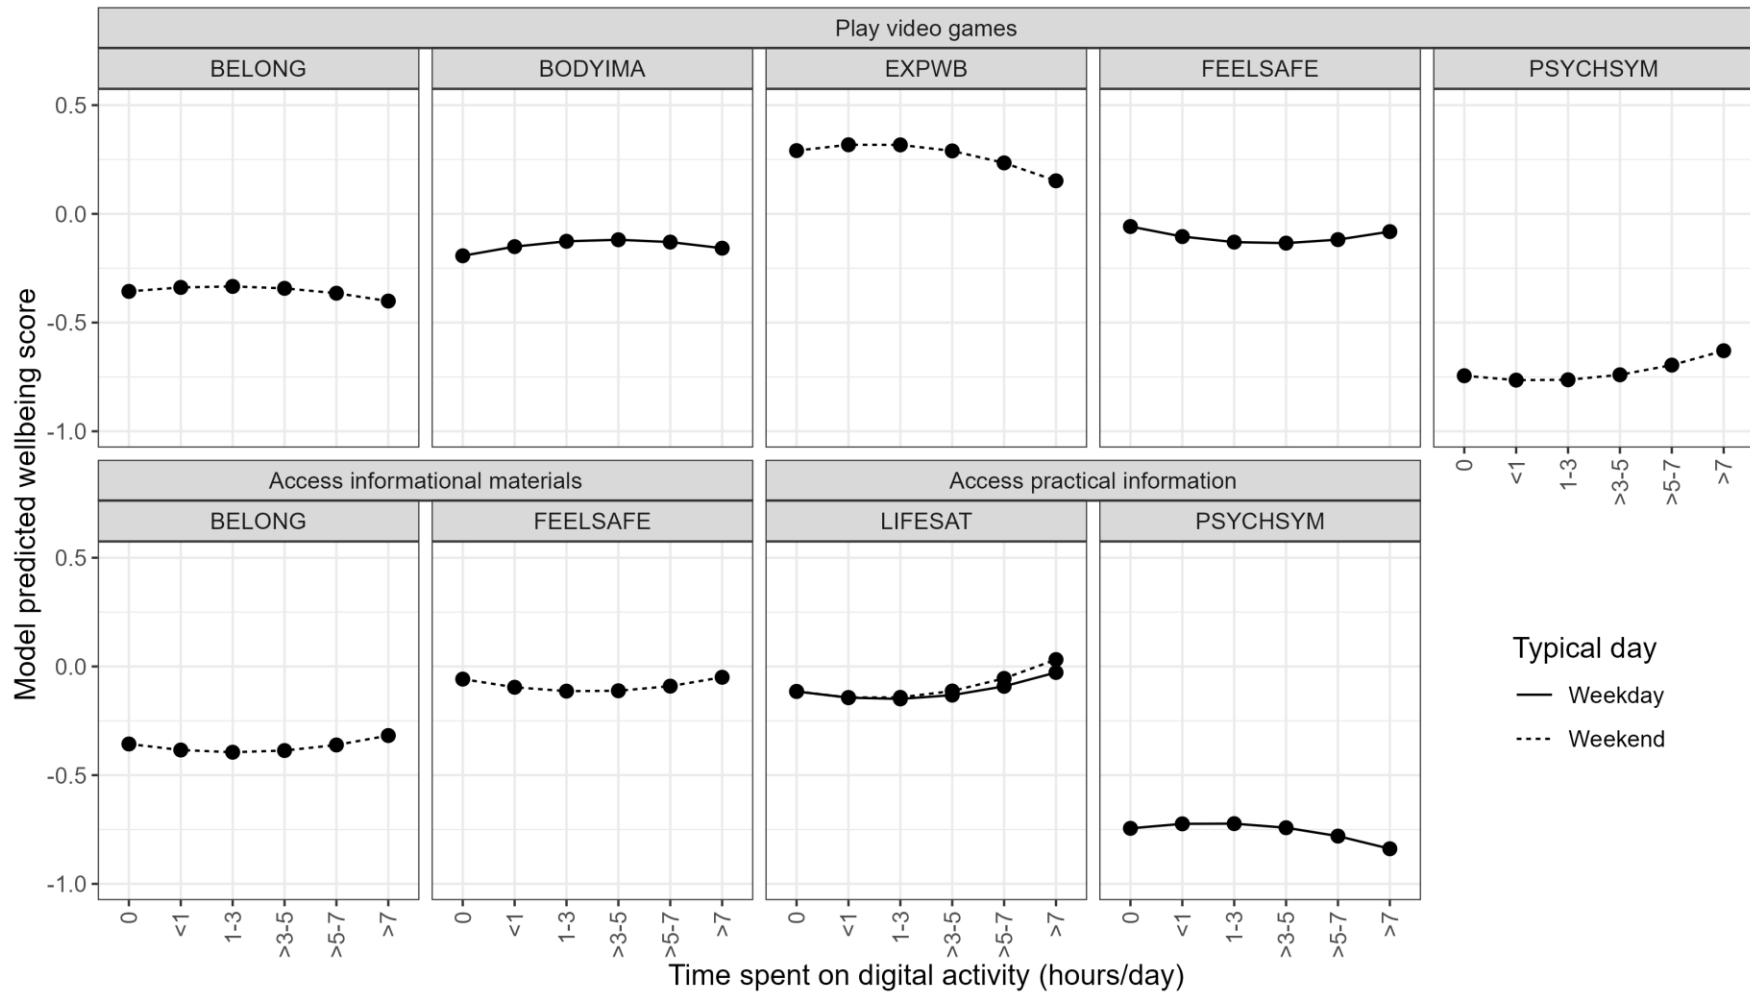 Play video games
BELONG BODYIMA EXPWB FEELSAFE PSYCHSYM
0.5
0.0
-0.5
-1.0
0 <1 1-3 >3-5 >5-7 >7
Access informational materials Access practical information
BELONG FEELSAFE LIFESAT PSYCHSYM
0.5
0.0
-0.5
-1.0
0 <1 1-3 >3-5 >5-7 >7 0 <1 1-3 >3-5 >5-7 >7 0 <1 1-3 >3-5 >5-7 >7 0 <1 1-3 >3-5 >5-7 >7
Model predicted wellbeing score
Time spent on digital activity (hours/day)
Typical day
Weekday
Weekend